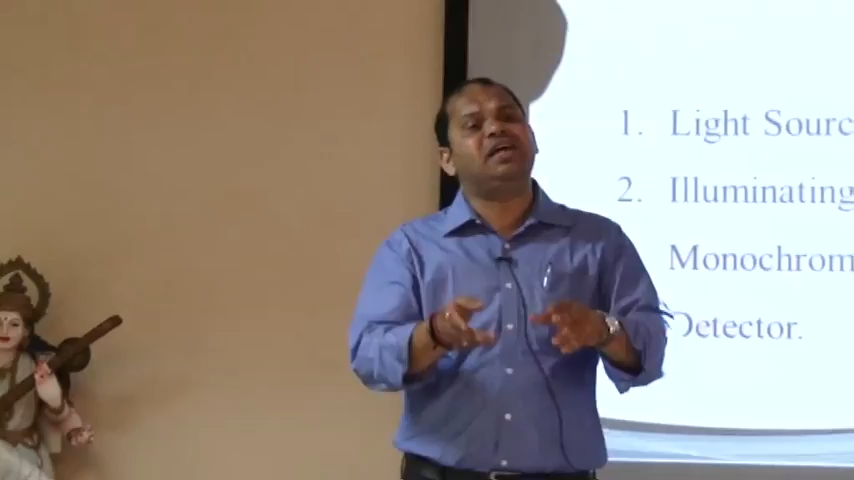 1. Light Sourc
2. Illuminating
Monochrom
Detector.